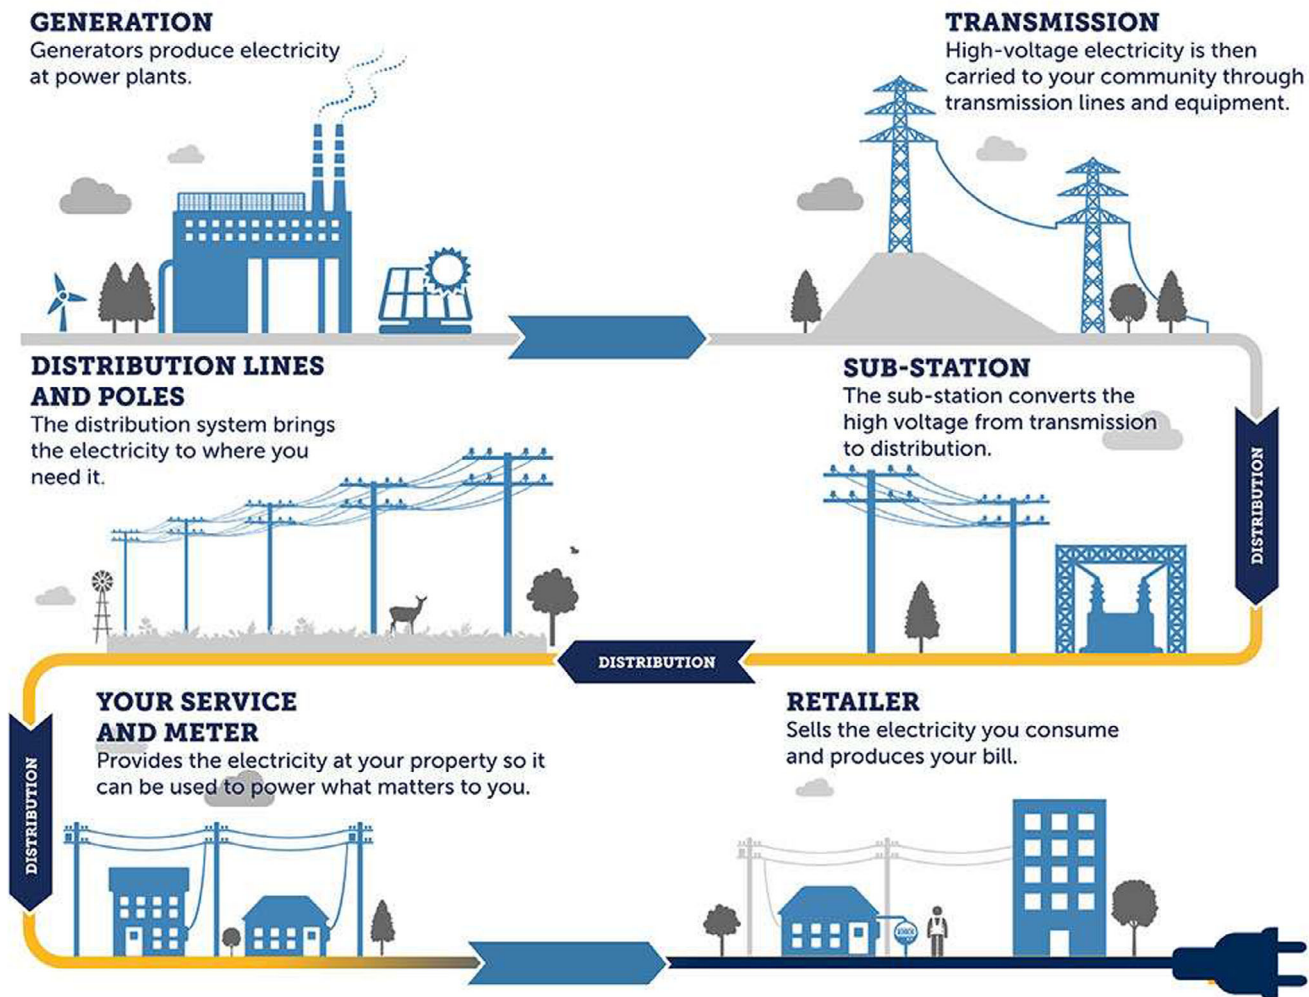 GENERATION
Generators produce electricity
at power plants.
TRANSMISSION
High-voltage electricity is then
carried to your community through
transmission lines and equipment.
DISTRIBUTION LINES
AND POLES
The distribution system brings
the electricity to where you
need it.
SUB-STATION
The sub-station converts the
high voltage from transmission
to distribution.
DISTRIBUTION
DISTRIBUTION
YOUR SERVICE
AND METER
Provides the electricity at your property so it
can be used to power what matters to you.
DISTRIBUTION
RETAILER
Sells the electricity you consume
and produces your bill.